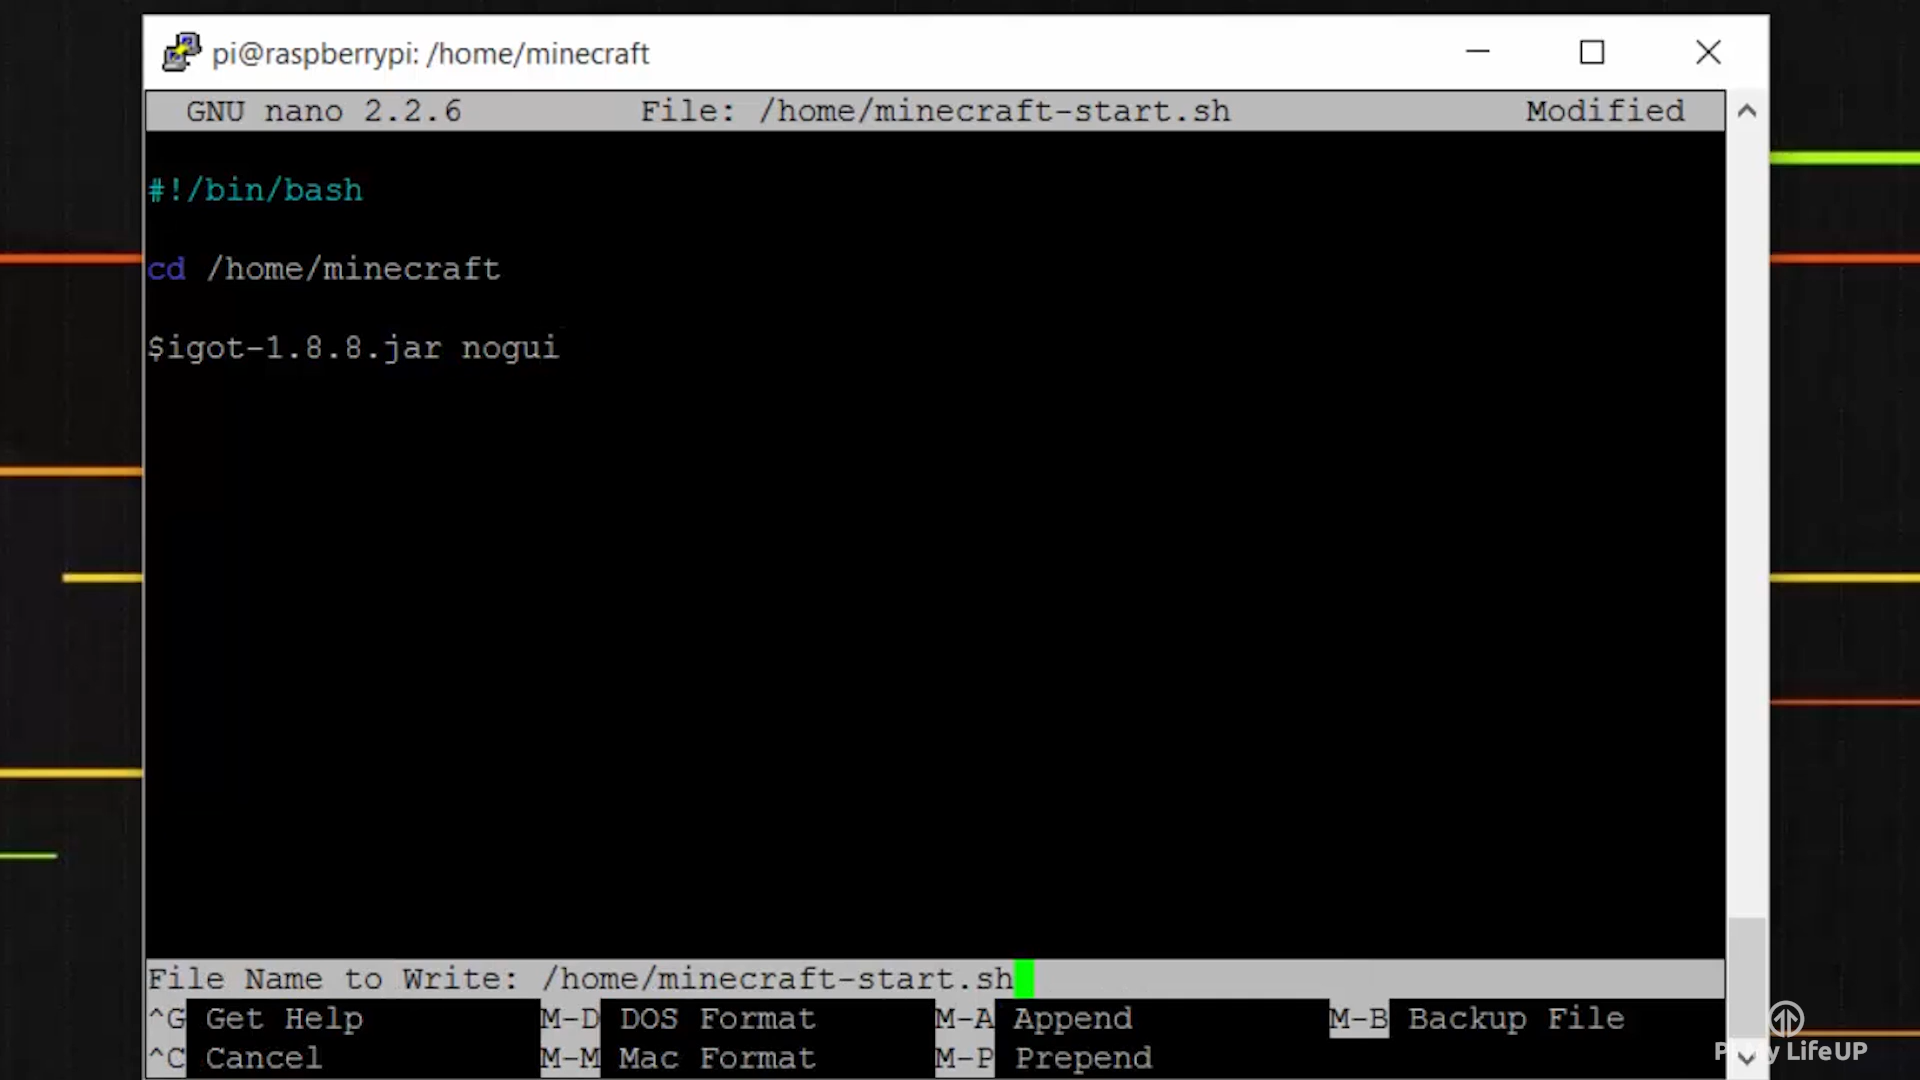 pi@raspberrypi: /home/minecraft
GNU nano 2.2.6 File: /home/minecraft-start.sh Modified
#!/bin/bash
cd /home/minecraft
$igot-1.8.8.jar nogui
File Name to Write: /home/minecraft-start.sh
^G Get Help M-D DOS Format M-A Append M-B Backup File
^C Cancel M-M Mac Format M-P Prepend
LifeUP